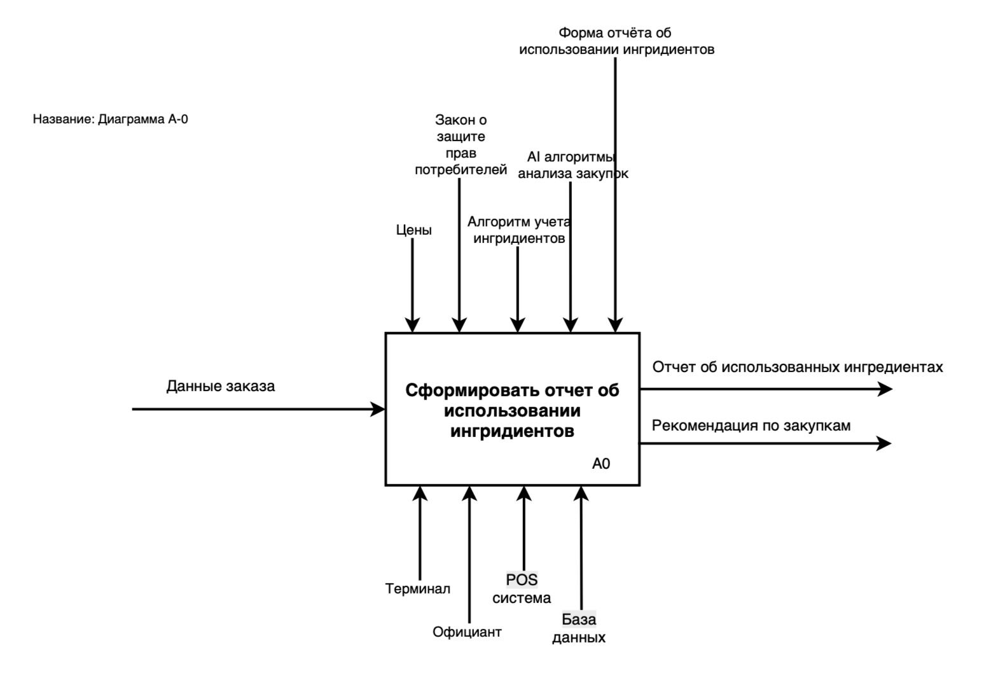 Форма отчёта об
использовании ингридиентов
Название: Диаграмма А-0
Закон о
защите
прав
потребителей
AI алгоритмы
анализа закупок
Цены
Алгоритм учета
ингридиентов
Данные заказа
Сформировать отчет об
использовании
ингридиентов
А0
Отчет об использованных ингредиентах
Рекомендация по закупкам
Терминал
Официант
POS
система
База
данных